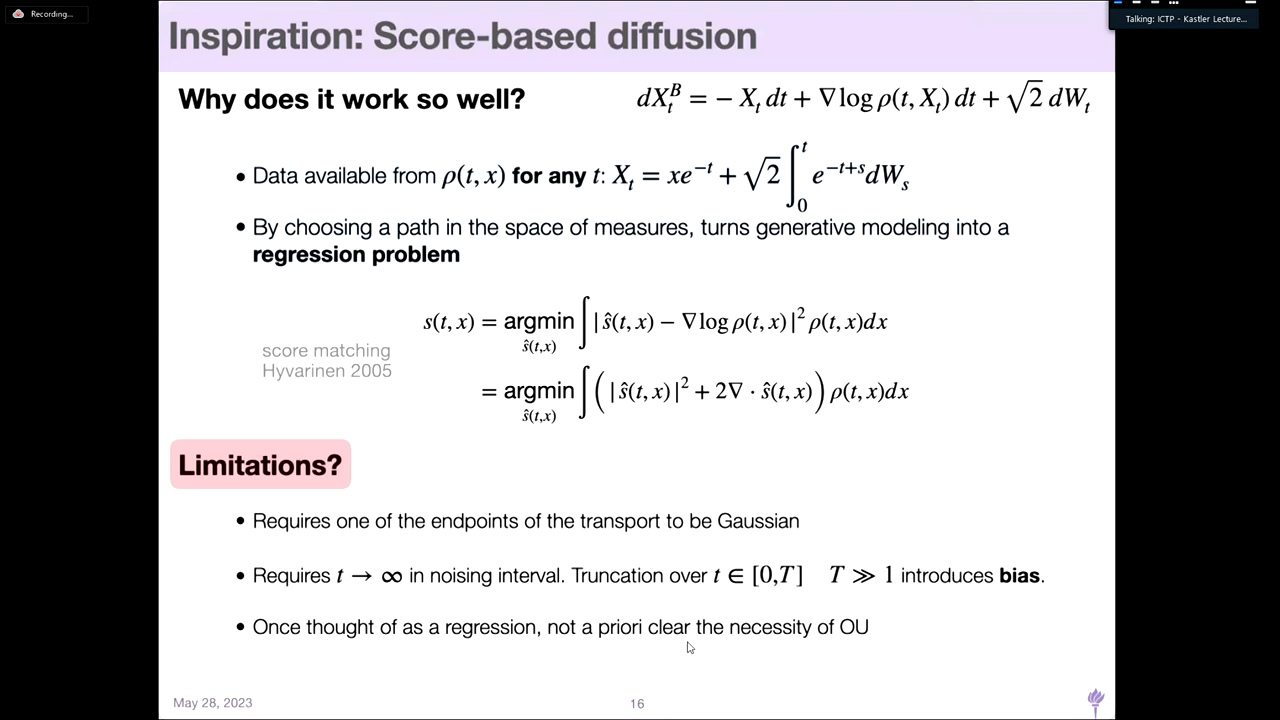 Recording...
Talking: ICTP - Kastler Lecture...
Inspiration: Score-based diffusion
Why does it work so well? dX_t^B = − X_t dt + ∇ log ρ(t, X_t) dt + √2 dW_t
• Data available from ρ(t, x) for any t: X_t = xe^{−t} + √2 ∫_0^t e^{−t+s} dW_s
• By choosing a path in the space of measures, turns generative modeling into a
regression problem
s(t, x) = argmin_{ŝ(t,x)} ∫ | ŝ(t, x) − ∇ log ρ(t, x) |^2 ρ(t, x)dx
score matching
Hyvarinen 2005
= argmin_{ŝ(t,x)} ∫ ( | ŝ(t, x) |^2 + 2∇ · ŝ(t, x) ) ρ(t, x)dx
Limitations?
• Requires one of the endpoints of the transport to be Gaussian
• Requires t → ∞ in noising interval. Truncation over t ∈ [0,T] T ≫ 1 introduces bias.
• Once thought of as a regression, not a priori clear the necessity of OU
May 28, 2023
16